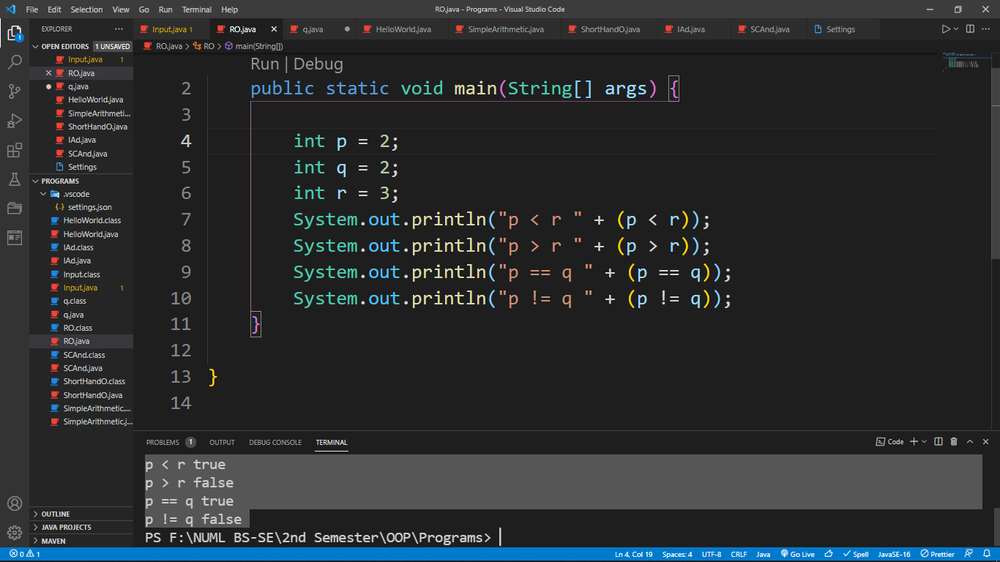 File Edit Selection View Go Run Terminal Help RO.java - Programs - Visual Studio Code
EXPLORER ···
Input.java 1 RO.java q.java HelloWorld.java SimpleArithmetic.java ShortHandO.java IAd.java SCAnd.java Settings
OPEN EDITORS 1 UNSAVED
Input.java 1
RO.java
q.java
HelloWorld.java
SimpleArithmeti...
ShortHandO.java
IAd.java
SCAnd.java
Settings
PROGRAMS
.vscode
{ } settings.json
HelloWorld.class
HelloWorld.java
IAd.class
IAd.java
Input.class
Input.java 1
q.class
q.java
RO.class
RO.java
SCAnd.class
SCAnd.java
ShortHandO.class
ShortHandO.java
SimpleArithmetic....
SimpleArithmetic.j...
OUTLINE
JAVA PROJECTS
MAVEN
1
RO.java > RO > main(String[])
Run | Debug
2 public static void main(String[] args) {
3
4 int p = 2;
5 int q = 2;
6 int r = 3;
7 System.out.println("p < r " + (p < r));
8 System.out.println("p > r " + (p > r));
9 System.out.println("p == q " + (p == q));
10 System.out.println("p != q " + (p != q));
11 }
12
13 }
14
PROBLEMS 1 OUTPUT DEBUG CONSOLE TERMINAL Code
p < r true
p > r false
p == q true
p != q false
PS F:\NUML BS-SE\2nd Semester\OOP\Programs>
0 1 Ln 4, Col 19 Spaces: 4 UTF-8 CRLF Java Go Live Spell JavaSE-16 Prettier